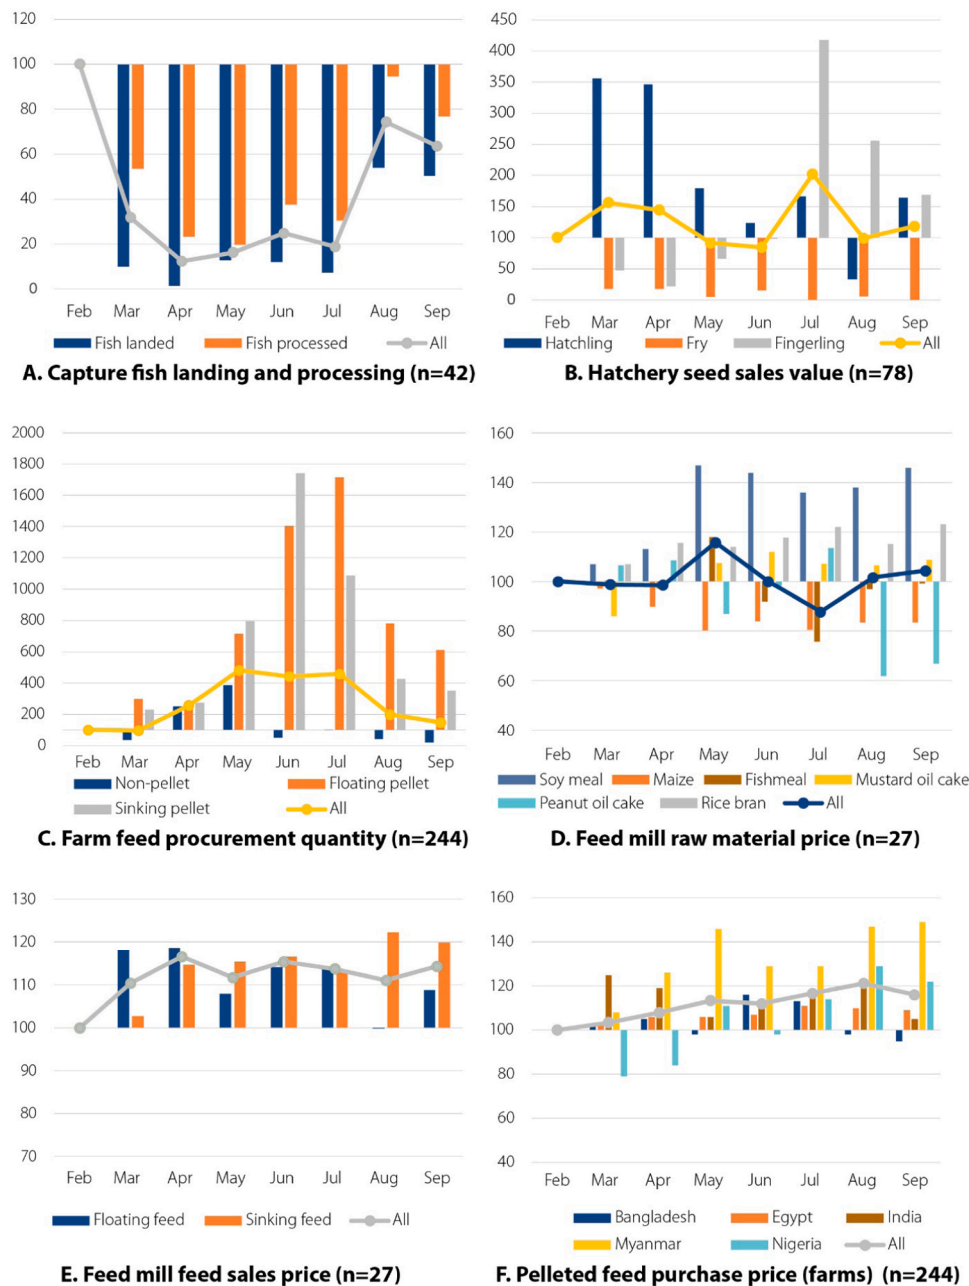 120
100
80
60
40
20
0
Feb Mar Apr May Jun Jul Aug Sep
Fish landed Fish processed All
A. Capture fish landing and processing (n=42)
450
400
350
300
250
200
150
100
50
0
Feb Mar Apr May Jun Jul Aug Sep
Hatchling Fry Fingerling All
B. Hatchery seed sales value (n=78)
2000
1800
1600
1400
1200
1000
800
600
400
200
0
Feb Mar Apr May Jun Jul Aug Sep
Non-pellet Floating pellet
Sinking pellet All
C. Farm feed procurement quantity (n=244)
160
140
120
100
80
60
40
Feb Mar Apr May Jun Jul Aug Sep
Soy meal Maize Fishmeal Mustard oil cake
Peanut oil cake Rice bran All
D. Feed mill raw material price (n=27)
130
120
110
100
90
80
70
Feb Mar Apr May Jun Jul Aug Sep
Floating feed Sinking feed All
E. Feed mill feed sales price (n=27)
160
140
120
100
80
60
40
Feb Mar Apr May Jun Jul Aug Sep
Bangladesh Egypt India
Myanmar Nigeria All
F. Pelleted feed purchase price (farms) (n=244)